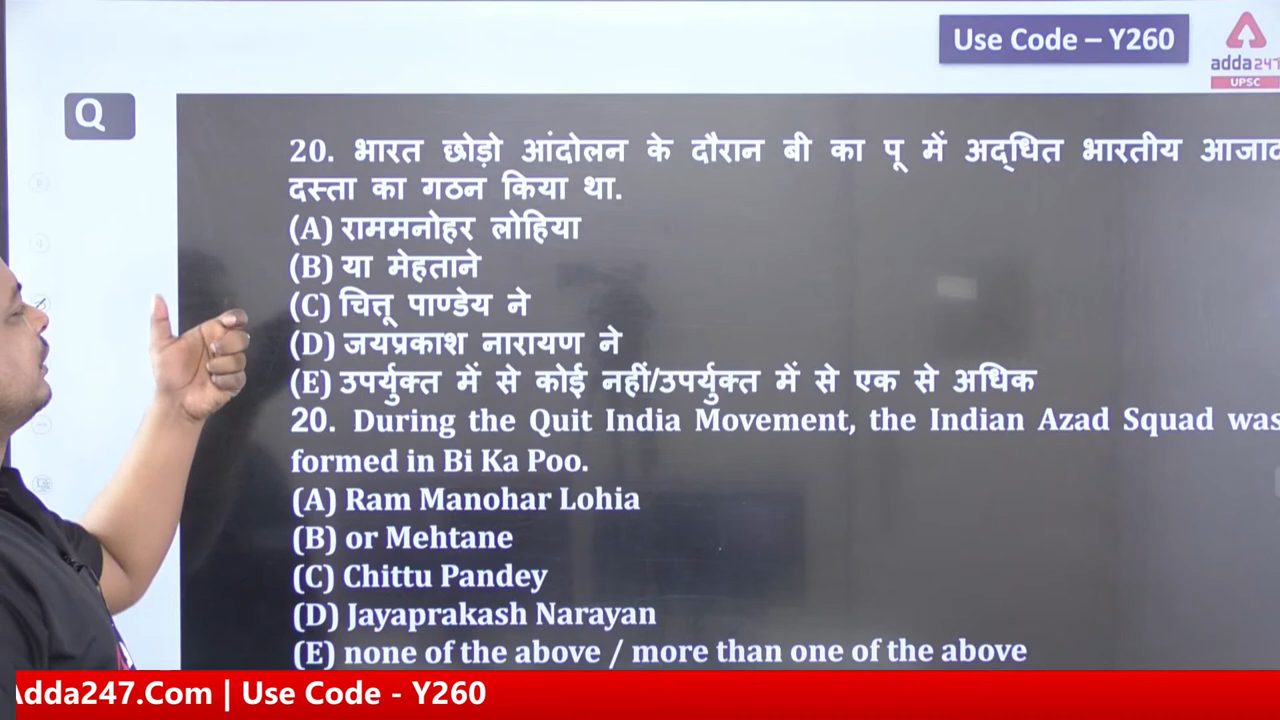 Use Code – Y260
adda247
UPSC
Q
20. भारत छोड़ो आंदोलन के दौरान बी का पू में अद्धित भारतीय आजाद
दस्ता का गठन किया था.
(A) राममनोहर लोहिया
(B) या मेहताने
(C) चित्तू पाण्डेय ने
(D) जयप्रकाश नारायण ने
(E) उपर्युक्त में से कोई नहीं/उपर्युक्त में से एक से अधिक
20. During the Quit India Movement, the Indian Azad Squad was
formed in Bi Ka Poo.
(A) Ram Manohar Lohia
(B) or Mehtane
(C) Chittu Pandey
(D) Jayaprakash Narayan
(E) none of the above / more than one of the above
Adda247.Com | Use Code - Y260